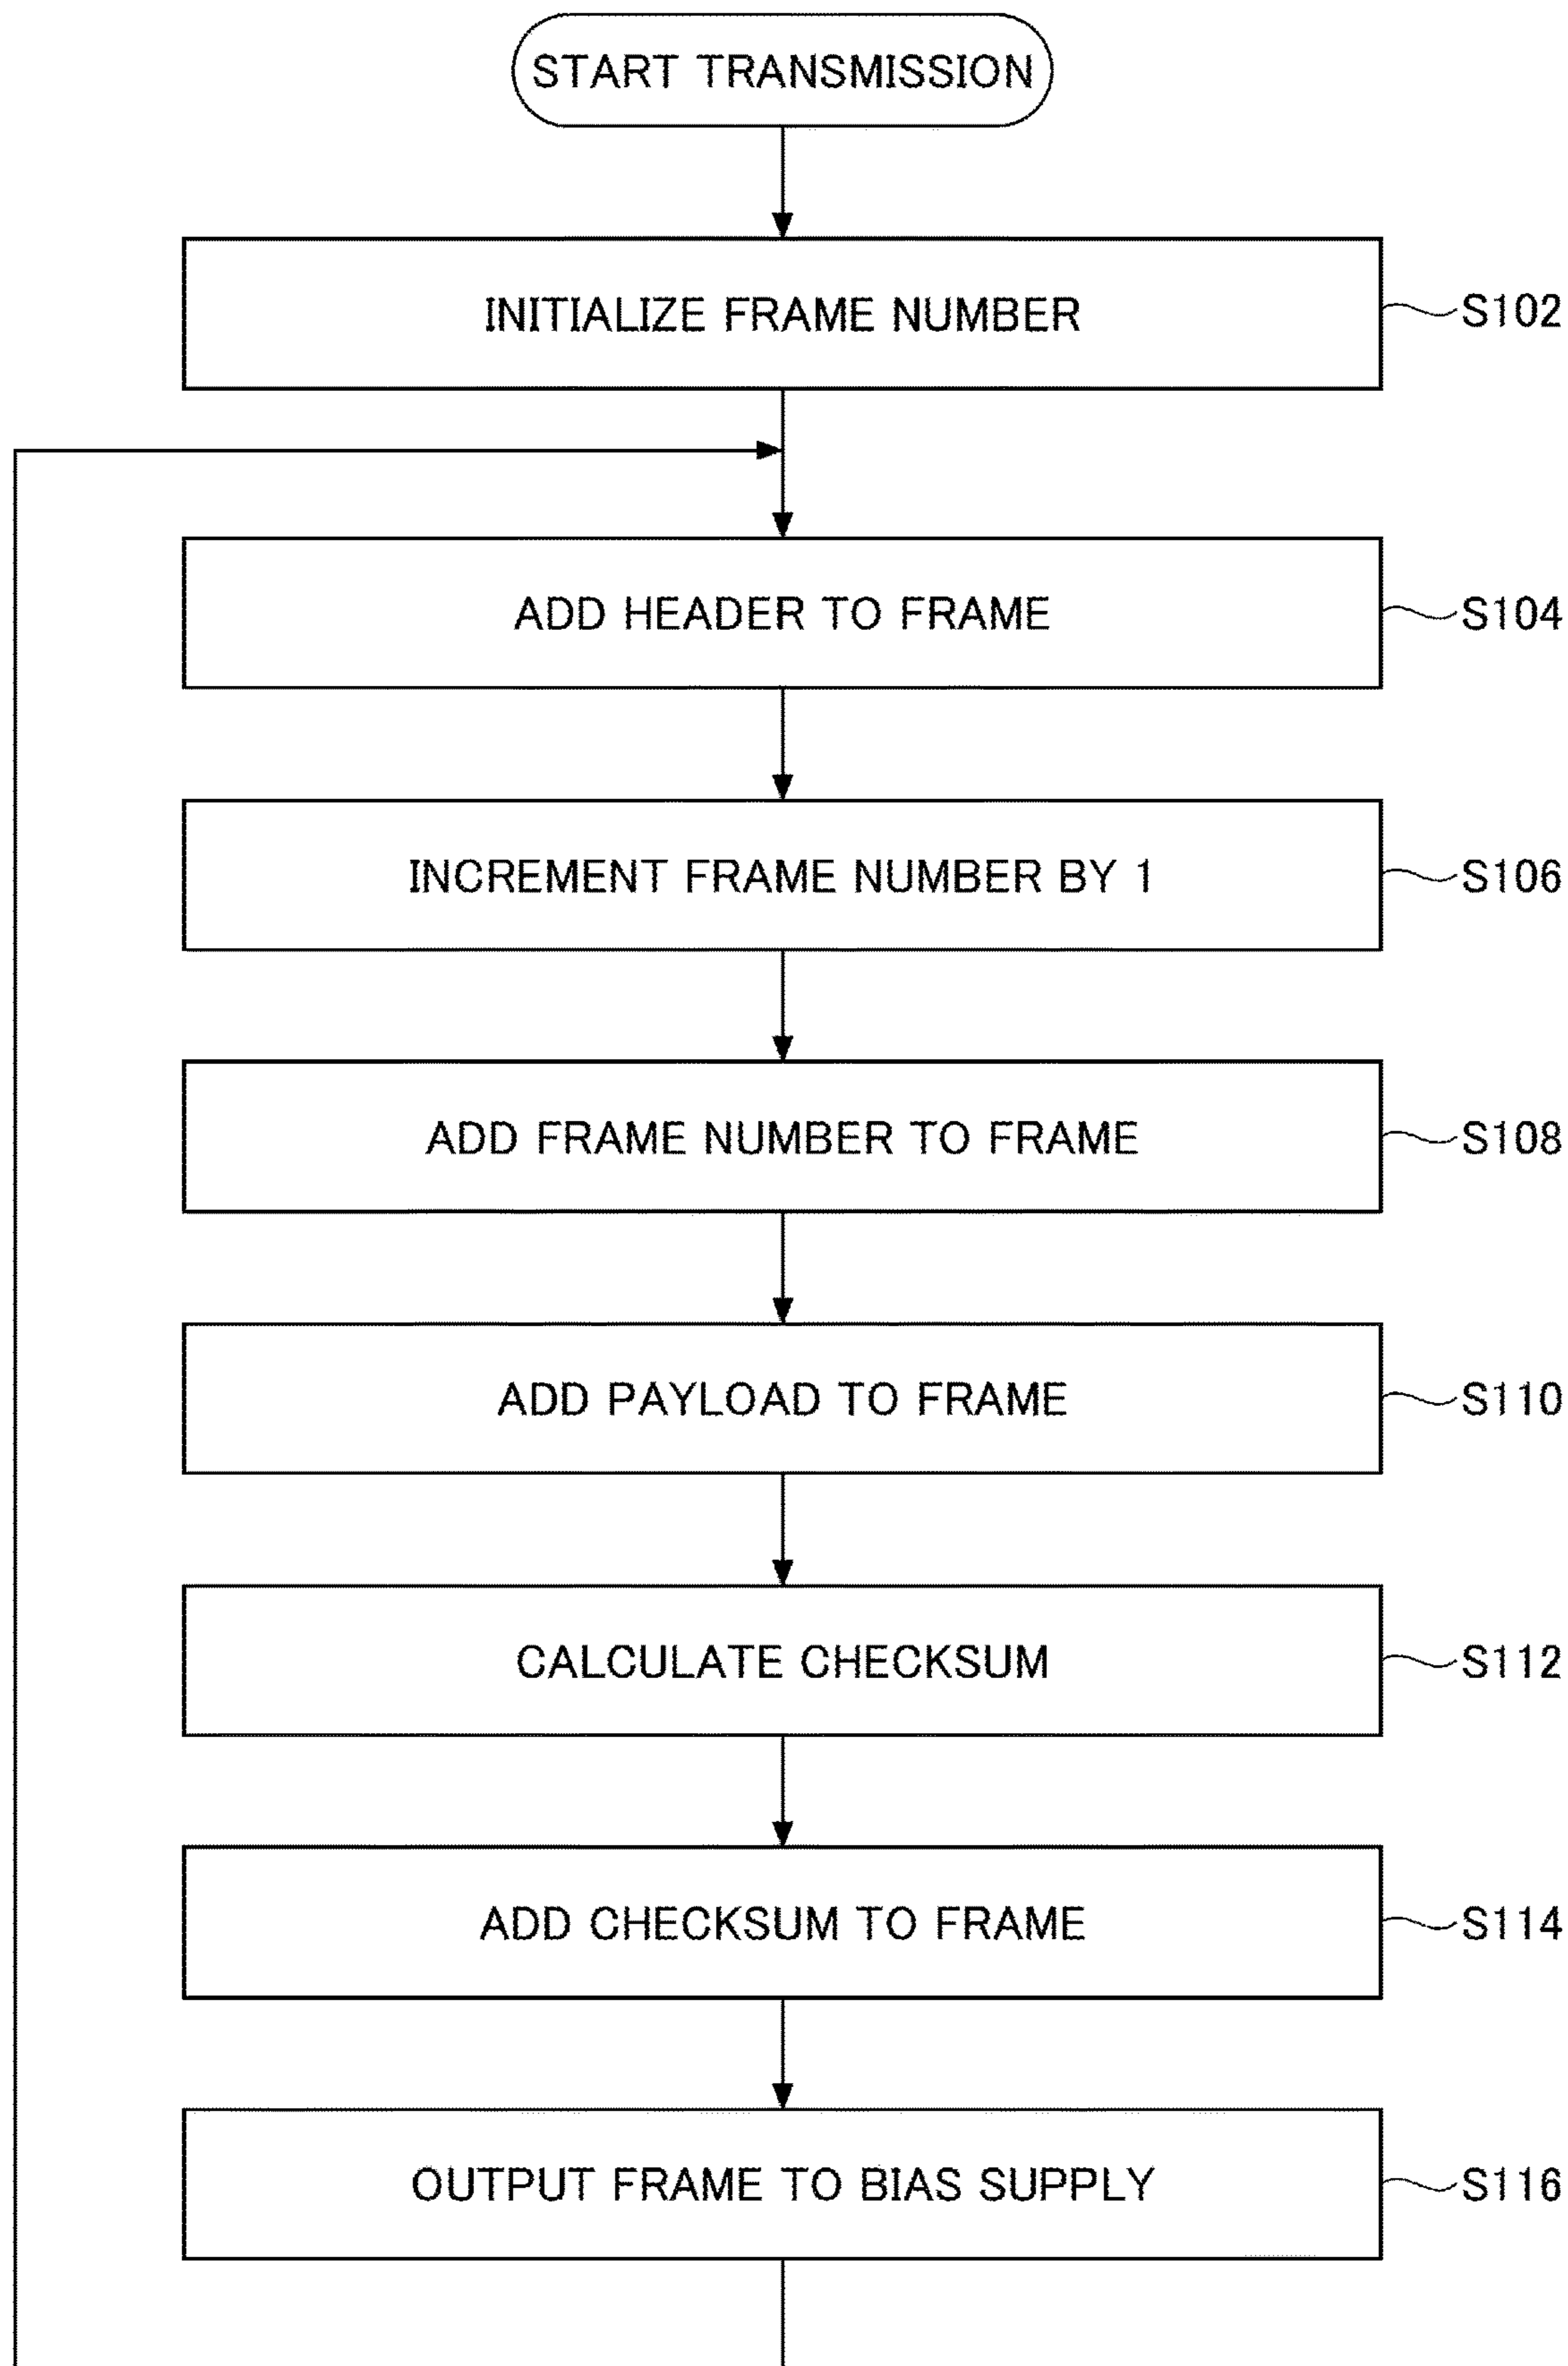 START TRANSMISSION
INITIALIZE FRAME NUMBER
S102
ADD HEADER TO FRAME
S104
INCREMENT FRAME NUMBER BY 1
S106
ADD FRAME NUMBER TO FRAME
S108
ADD PAYLOAD TO FRAME
S110
CALCULATE CHECKSUM
S112
ADD CHECKSUM TO FRAME
S114
OUTPUT FRAME TO BIAS SUPPLY
S116